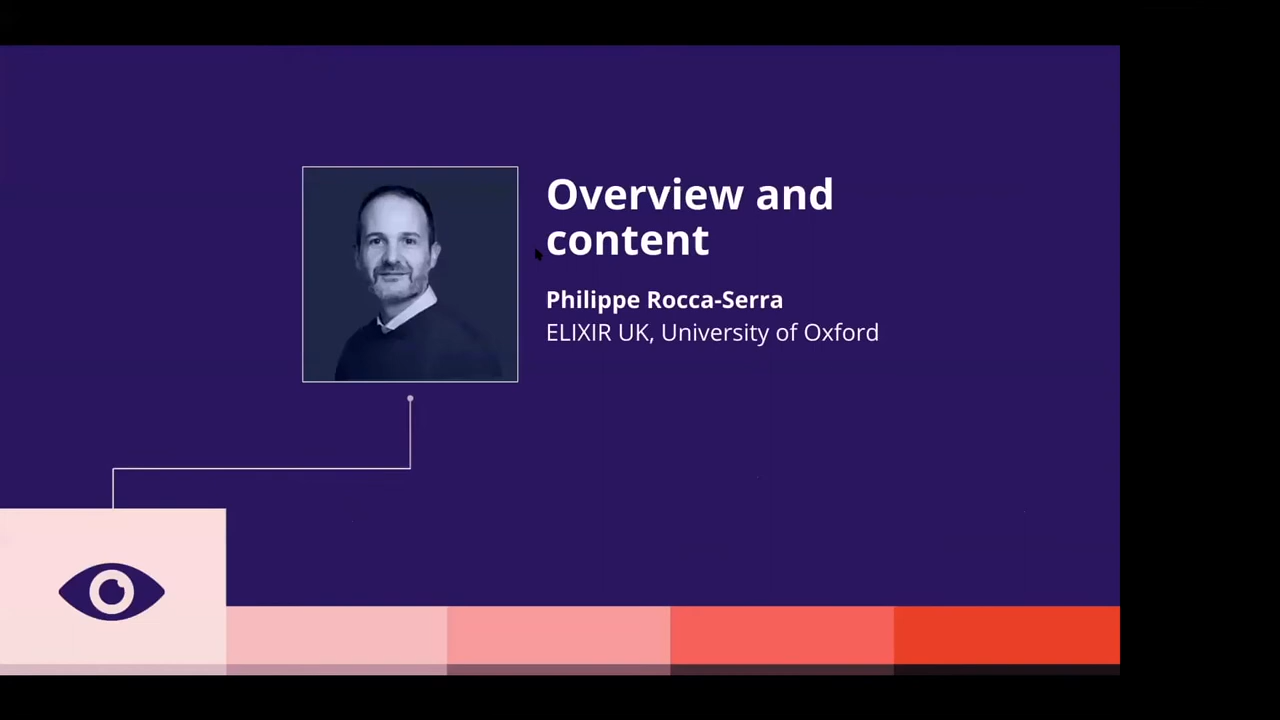 Overview and
content
Philippe Rocca-Serra
ELIXIR UK, University of Oxford